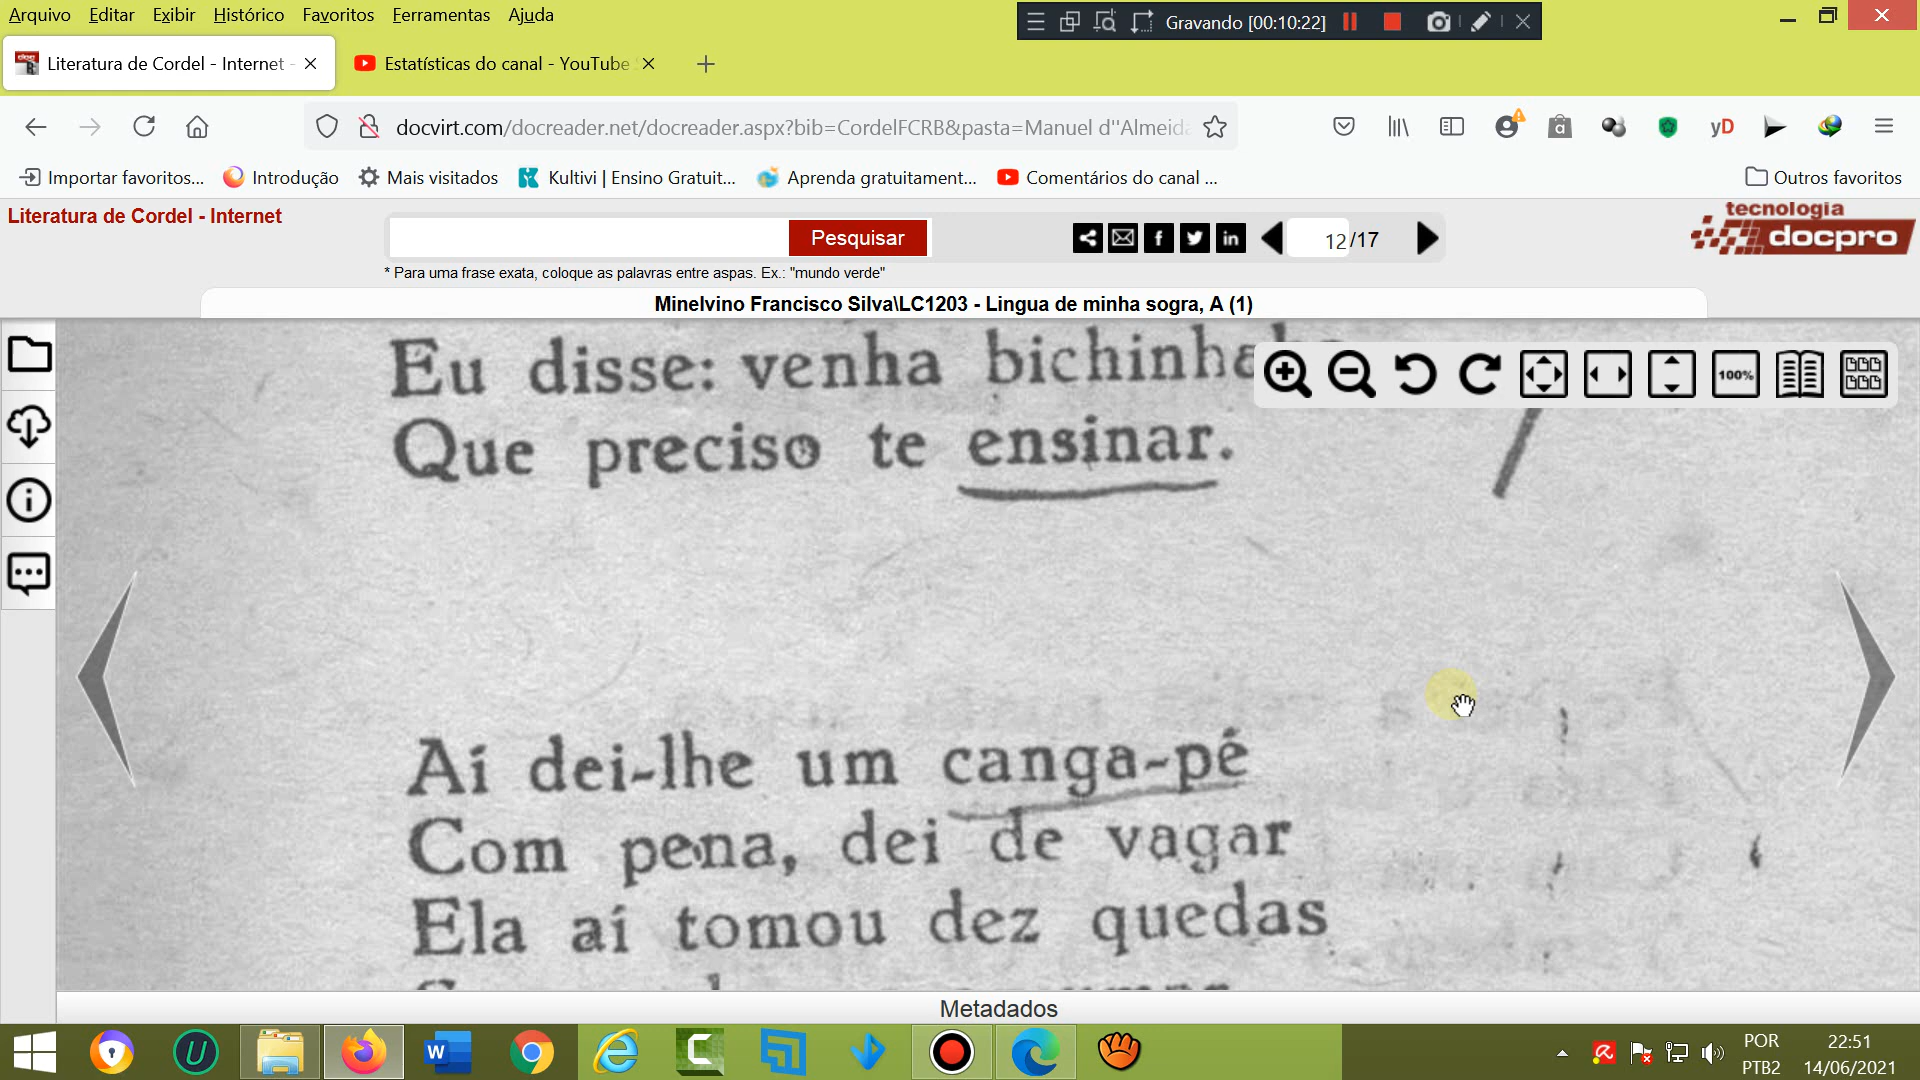 Arquivo Editar Exibir Histórico Favoritos Ferramentas Ajuda
Gravando [00:10:22]
Literatura de Cordel - Internet -
Estatísticas do canal - YouTube
docvirt.com/docreader.net/docreader.aspx?bib=CordelFCRB&pasta=Manuel d''Almeida
yD
Importar favoritos... Introdução Mais visitados Kultivi | Ensino Gratuit... Aprenda gratuitament... Comentários do canal ... Outros favoritos
Literatura de Cordel - Internet
Pesquisar
12/17
tecnologia
docpro
* Para uma frase exata, coloque as palavras entre aspas. Ex.: "mundo verde"
Minelvino Francisco Silva\LC1203 - Lingua de minha sogra, A (1)
100%
Eu disse: venha
Que preciso te ensinar.
Aí dei-lhe um canga-pé
Com pena, dei de vagar
Ela aí tomou dez quedas
Metadados
POR
PTB2
22:51
14/06/2021